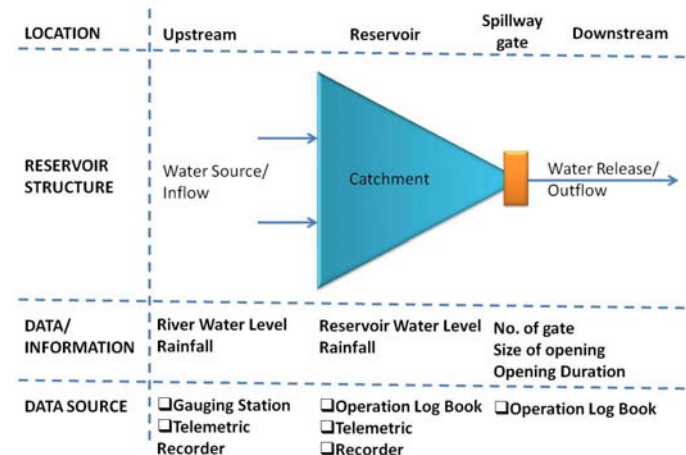 LOCATION Upstream Reservoir Spillway gate Downstream
RESERVOIR STRUCTURE
Water Source/
Inflow
Catchment
Water Release/
Outflow
DATA/
INFORMATION
River Water Level
Rainfall
Reservoir Water Level
Rainfall
No. of gate
Size of opening
Opening Duration
DATA SOURCE
❑Gauging Station
❑Telemetric
Recorder
❑Operation Log Book
❑Telemetric
❑Recorder
❑Operation Log Book